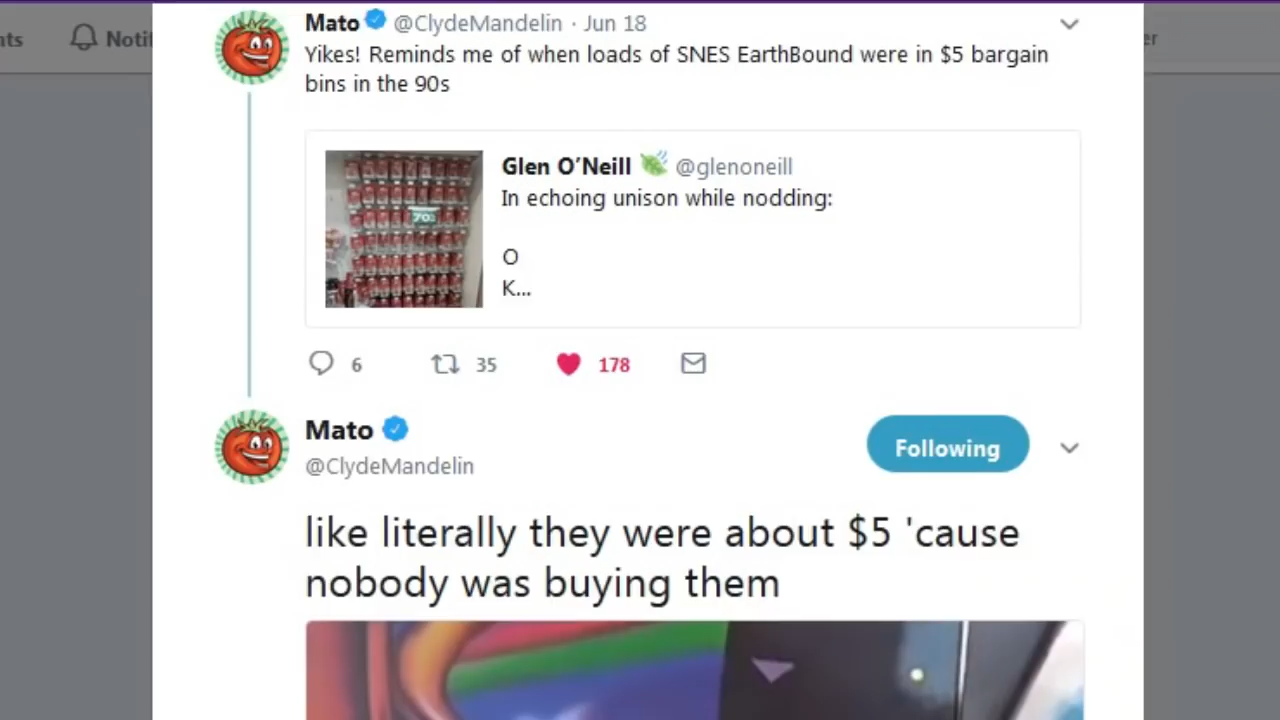 nts
Notif
er
Mato @ClydeMandelin · Jun 18
Yikes! Reminds me of when loads of SNES EarthBound were in $5 bargain
bins in the 90s
Glen O'Neill @glenoneill
In echoing unison while nodding:
O
K...
6 35 178
Mato
@ClydeMandelin
Following
like literally they were about $5 'cause
nobody was buying them